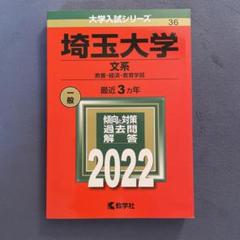 大学入試シリーズ
36
埼玉大学
文系
教養・経済・教育学部
最近3カ年
一般
傾向と対策
過去問
解答
2022
教学社